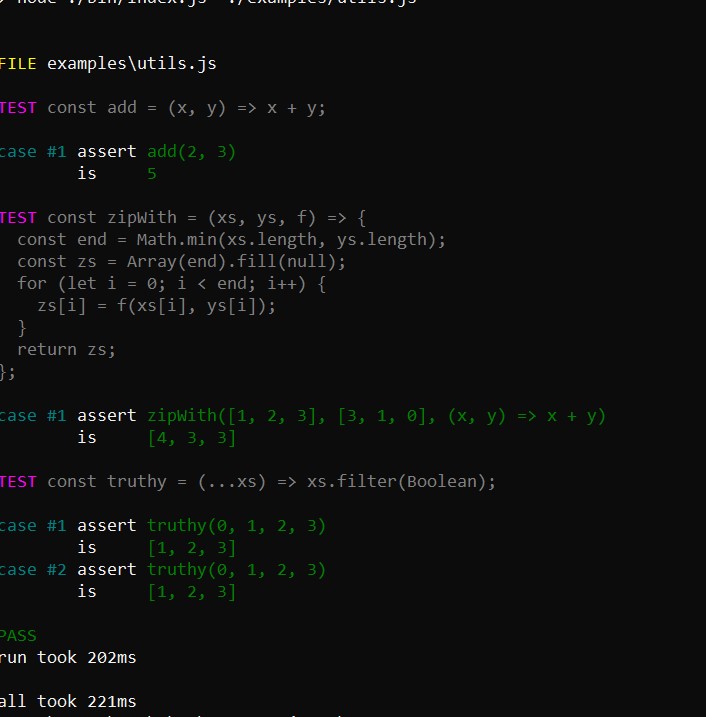 FILE examples\utils.js
TEST const add = (x, y) => x + y;
case #1 assert add(2, 3)
is 5
TEST const zipWith = (xs, ys, f) => {
const end = Math.min(xs.length, ys.length);
const zs = Array(end).fill(null);
for (let i = 0; i < end; i++) {
zs[i] = f(xs[i], ys[i]);
}
return zs;
};
case #1 assert zipWith([1, 2, 3], [3, 1, 0], (x, y) => x + y)
is [4, 3, 3]
TEST const truthy = (...xs) => xs.filter(Boolean);
case #1 assert truthy(0, 1, 2, 3)
is [1, 2, 3]
case #2 assert truthy(0, 1, 2, 3)
is [1, 2, 3]
PASS
run took 202ms
all took 221ms